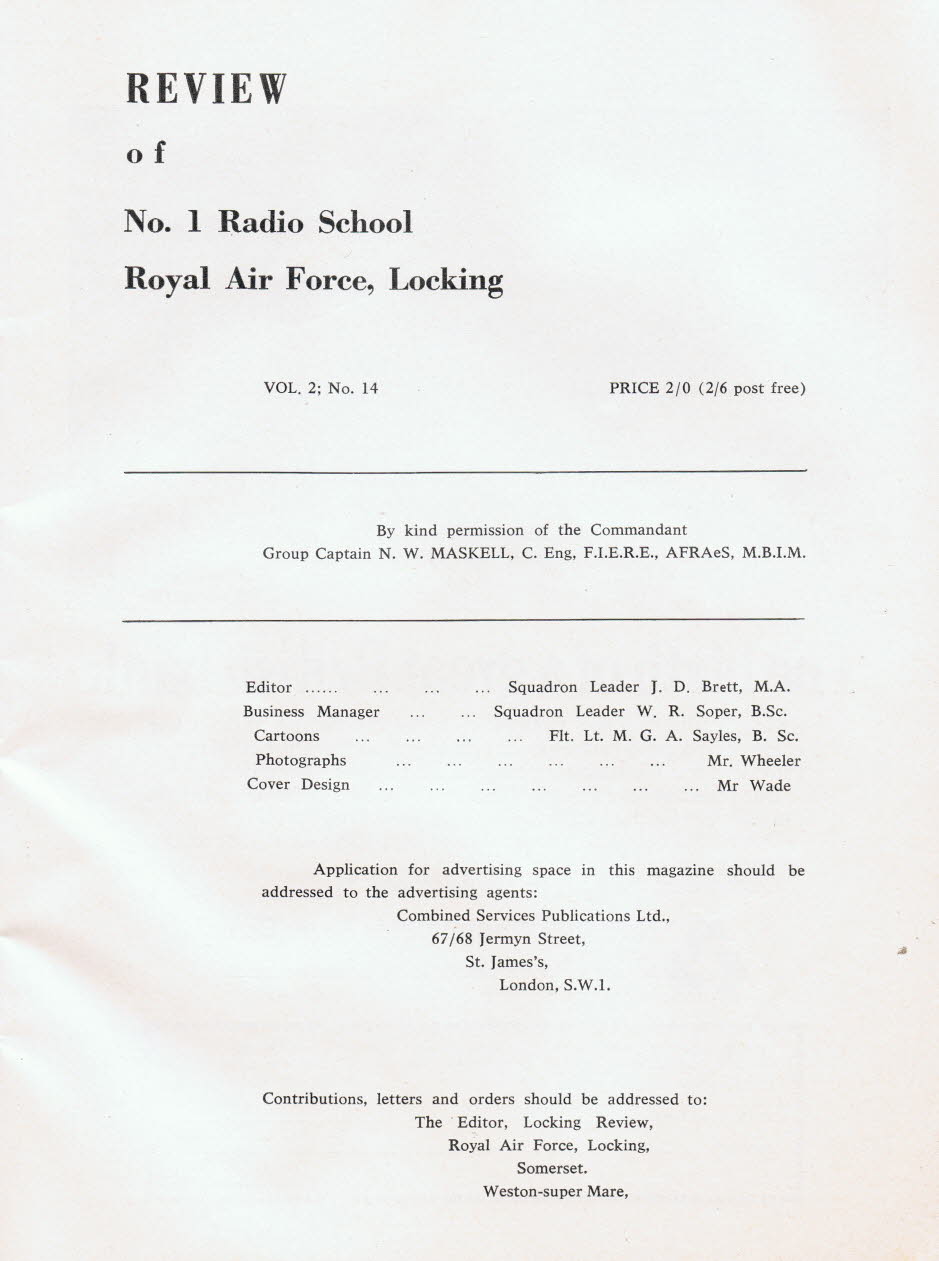 REVIEW
of
No. 1 Radio School
Royal Air Force, Locking
VOL. 2; No. 14 PRICE 2/0 (2/6 post free)
By kind permission of the Commandant
Group Captain N. W. MASKELL, C. Eng, F.I.E.R.E., AFRAeS, M.B.I.M.
Editor ...... ... ... ... Squadron Leader J. D. Brett, M.A.
Business Manager ... ... Squadron Leader W. R. Soper, B.Sc.
Cartoons ... ... ... ... Flt. Lt. M. G. A. Sayles, B. Sc.
Photographs ... ... ... ... ... ... Mr. Wheeler
Cover Design ... ... ... ... ... ... ... Mr Wade
Application for advertising space in this magazine should be
addressed to the advertising agents:
Combined Services Publications Ltd.,
67/68 Jermyn Street,
St. James's,
London, S.W.1.
Contributions, letters and orders should be addressed to:
The Editor, Locking Review,
Royal Air Force, Locking,
Somerset.
Weston-super Mare,